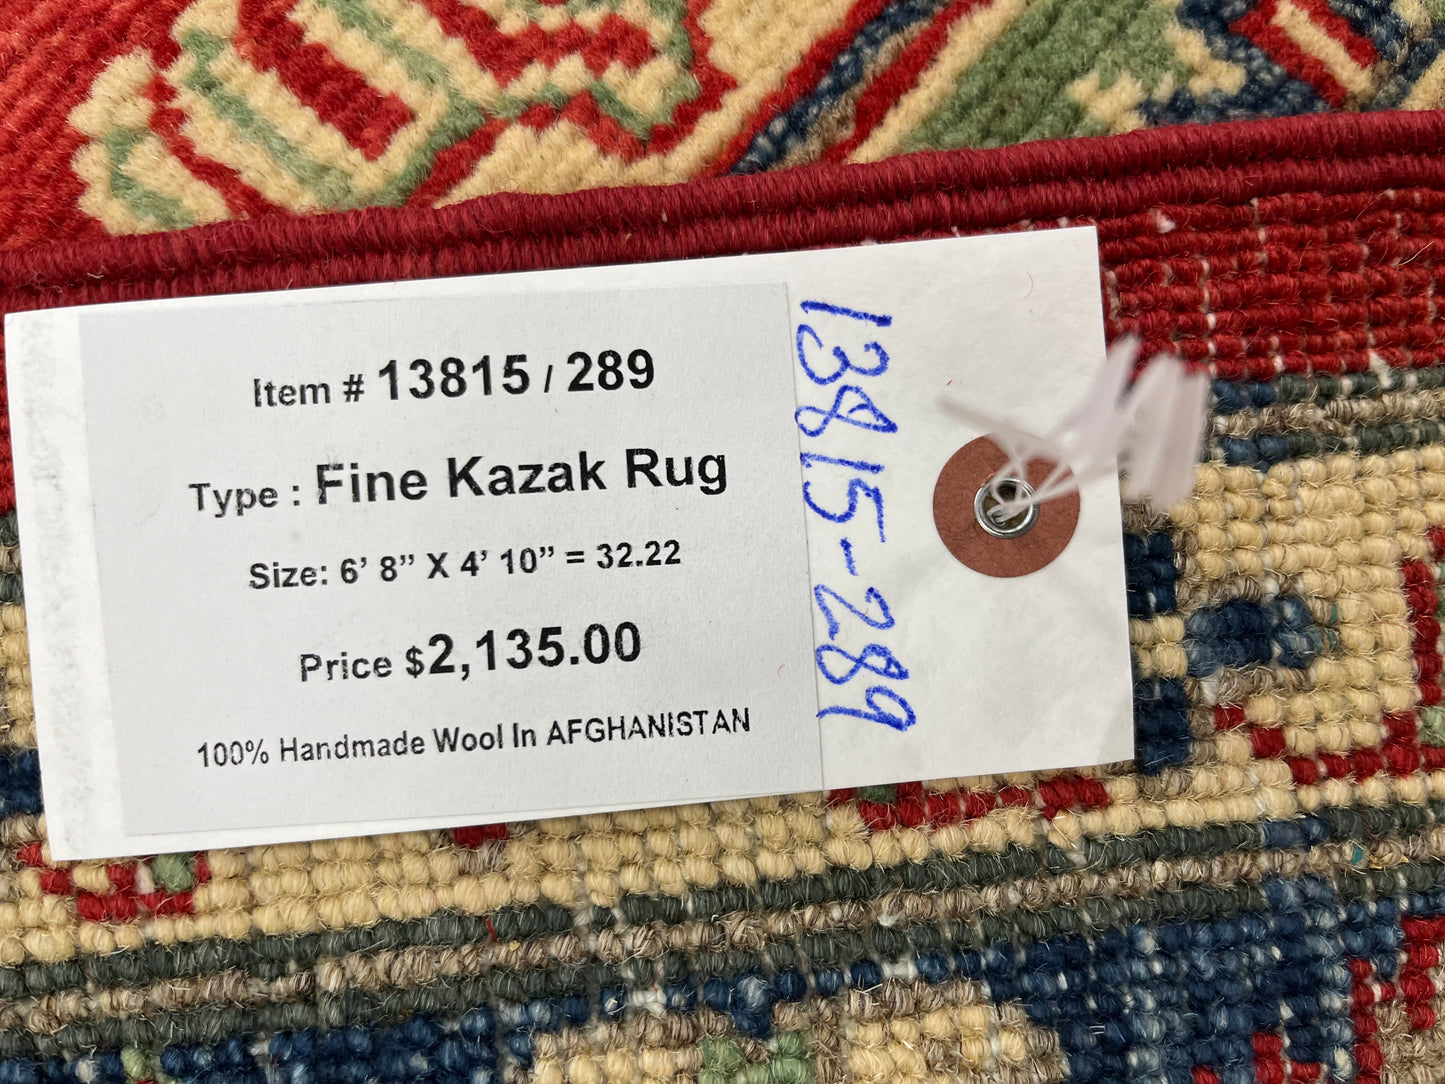 Item # 13815 / 289
Type : Fine Kazak Rug
Size: 6’ 8” X 4’ 10” = 32.22
Price $2,135.00
100% Handmade Wool In AFGHANISTAN
13815-289